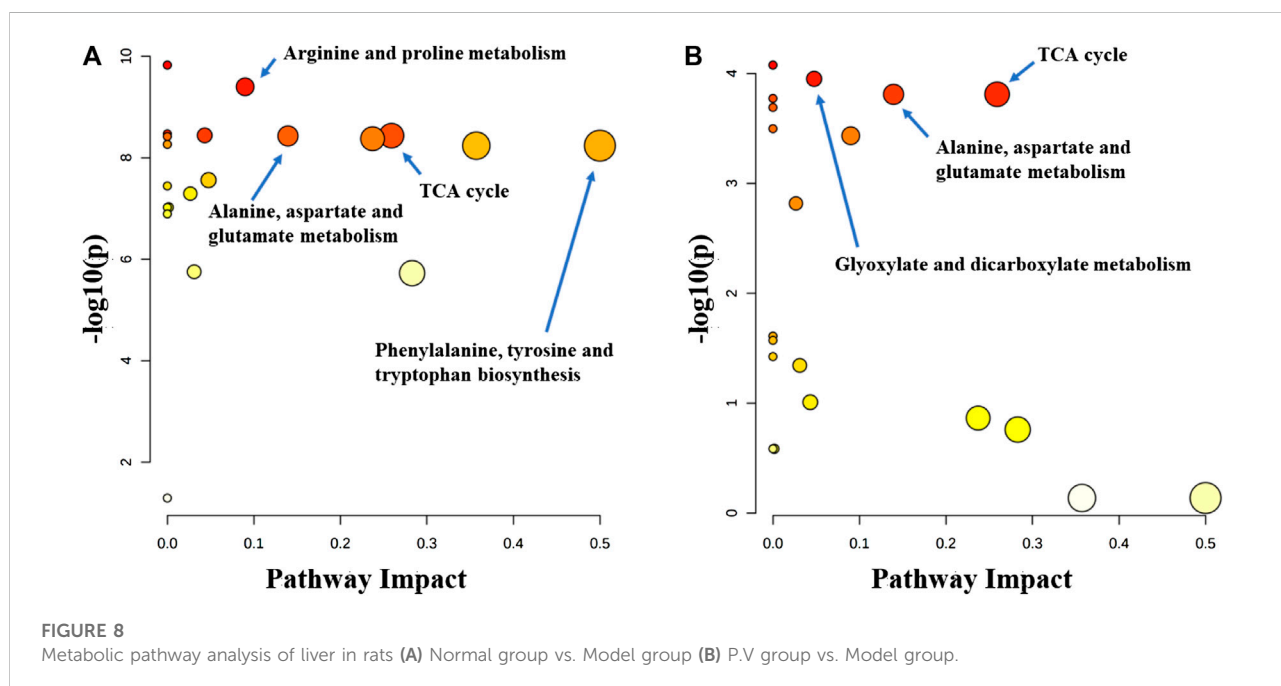 A
Arginine and proline metabolism
10
8
6
4
2
-log10(p)
Alanine, aspartate and
glutamate metabolism
TCA cycle
Phenylalanine, tyrosine and
tryptophan biosynthesis
0.0 0.1 0.2 0.3 0.4 0.5
Pathway Impact
B
TCA cycle
4
3
2
1
0
-log10(p)
Alanine, aspartate and
glutamate metabolism
Glyoxylate and dicarboxylate metabolism
0.0 0.1 0.2 0.3 0.4 0.5
Pathway Impact
FIGURE 8
Metabolic pathway analysis of liver in rats (A) Normal group vs. Model group (B) P.V group vs. Model group.